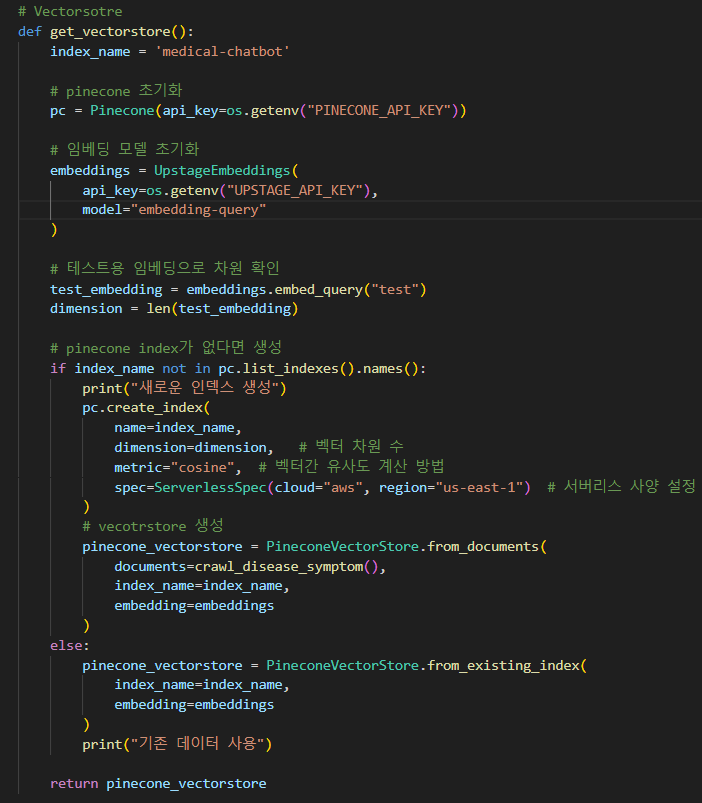 # Vectorsotre
def get_vectorstore():
    index_name = 'medical-chatbot'

    # pinecone 초기화
    pc = Pinecone(api_key=os.getenv("PINECONE_API_KEY"))

    # 임베딩 모델 초기화
    embeddings = UpstageEmbeddings(
        api_key=os.getenv("UPSTAGE_API_KEY"),
        model="embedding-query"
    )

    # 테스트용 임베딩으로 차원 확인
    test_embedding = embeddings.embed_query("test")
    dimension = len(test_embedding)

    # pinecone index가 없다면 생성
    if index_name not in pc.list_indexes().names():
        print("새로운 인덱스 생성")
        pc.create_index(
            name=index_name,
            dimension=dimension,   # 벡터 차원 수
            metric="cosine",  # 벡터간 유사도 계산 방법
            spec=ServerlessSpec(cloud="aws", region="us-east-1")  # 서버리스 사양 설정
        )
        # vecotrstore 생성
        pinecone_vectorstore = PineconeVectorStore.from_documents(
            documents=crawl_disease_symptom(),
            index_name=index_name,
            embedding=embeddings
        )
    else:
        pinecone_vectorstore = PineconeVectorStore.from_existing_index(
            index_name=index_name,
            embedding=embeddings
        )
        print("기존 데이터 사용")

    return pinecone_vectorstore